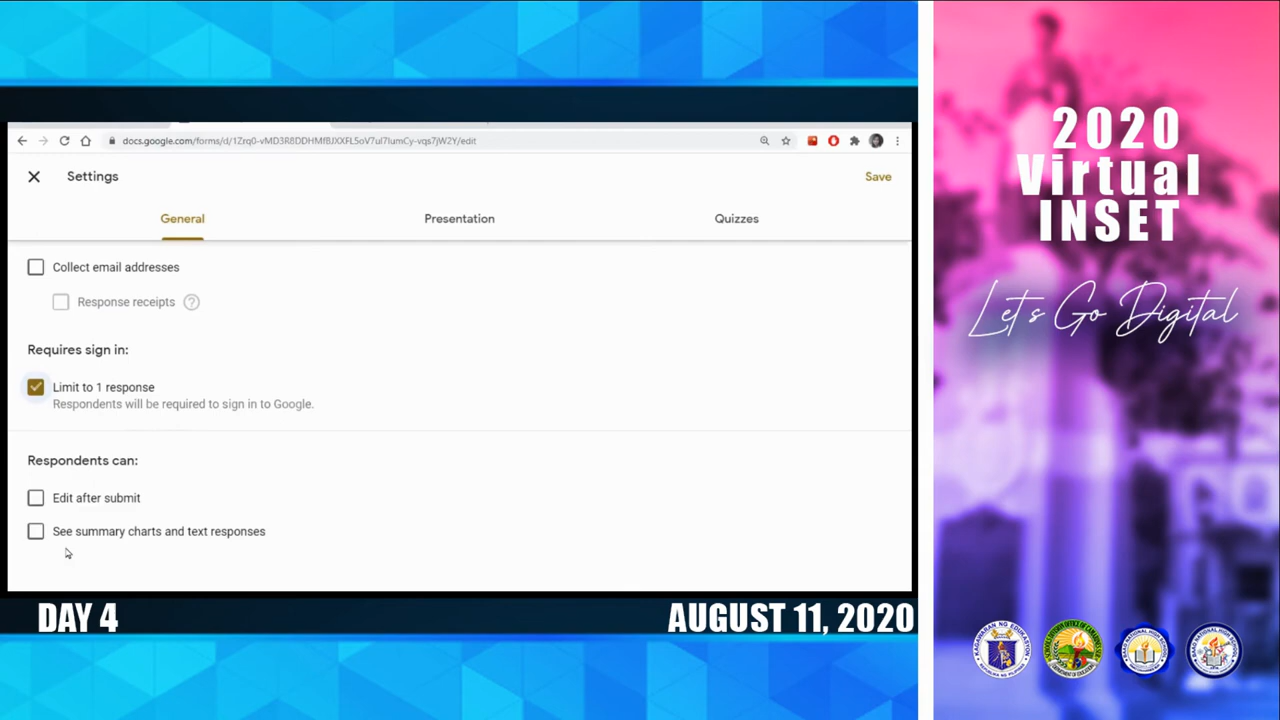 docs.google.com/forms/d/1Zrq0-vMD3R8DDHMfBJXXFL5oV7ul7IumCy-vqs7jW2Y/edit
Settings
Save
General
Presentation
Quizzes
Collect email addresses
Response receipts
Requires sign in:
Limit to 1 response
Respondents will be required to sign in to Google.
Respondents can:
Edit after submit
See summary charts and text responses
DAY 4
AUGUST 11, 2020
2020
Virtual
INSET
Let's Go Digital